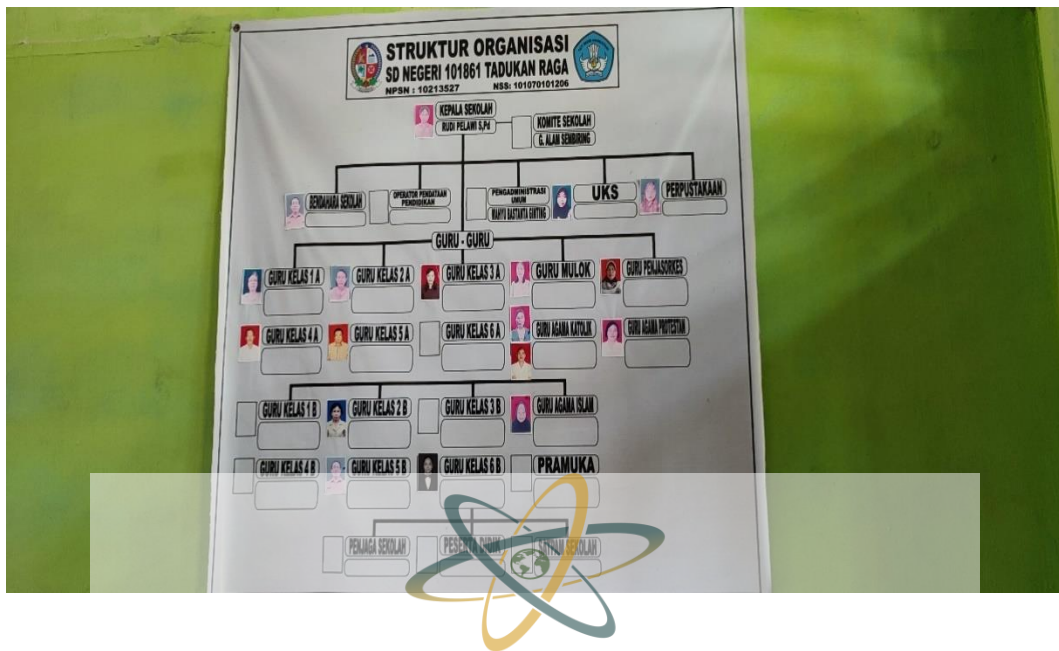 STRUKTUR ORGANISASI
SD NEGERI 101861 TADUKAN RAGA
NPSN : 10213527 NSS: 101070101206
KEPALA SEKOLAH
RUDI PELAWI S,Pd
KOMITE SEKOLAH
G. ALAM SEMBIRING
BENDAHARA SEKOLAH
OPERATOR PENDATAAN
PENDIDIKAN
PENGADMINISTRASI
UMUM
WAHYU BASTANTA GINTING
UKS
PERPUSTAKAAN
GURU - GURU
GURU KELAS 1 A
GURU KELAS 2 A
GURU KELAS 3 A
GURU MULOK
GURU PENJASORKES
GURU KELAS 4 A
GURU KELAS 5 A
GURU KELAS 6 A
GURU AGAMA KATOLIK
GURU AGAMA PROTESTAN
GURU KELAS 1 B
GURU KELAS 2 B
GURU KELAS 3 B
GURU AGAMA ISLAM
GURU KELAS 4 B
GURU KELAS 5 B
GURU KELAS 6 B
PRAMUKA
PENJAGA SEKOLAH
PESERTA DIDIK
SATPAM SEKOLAH